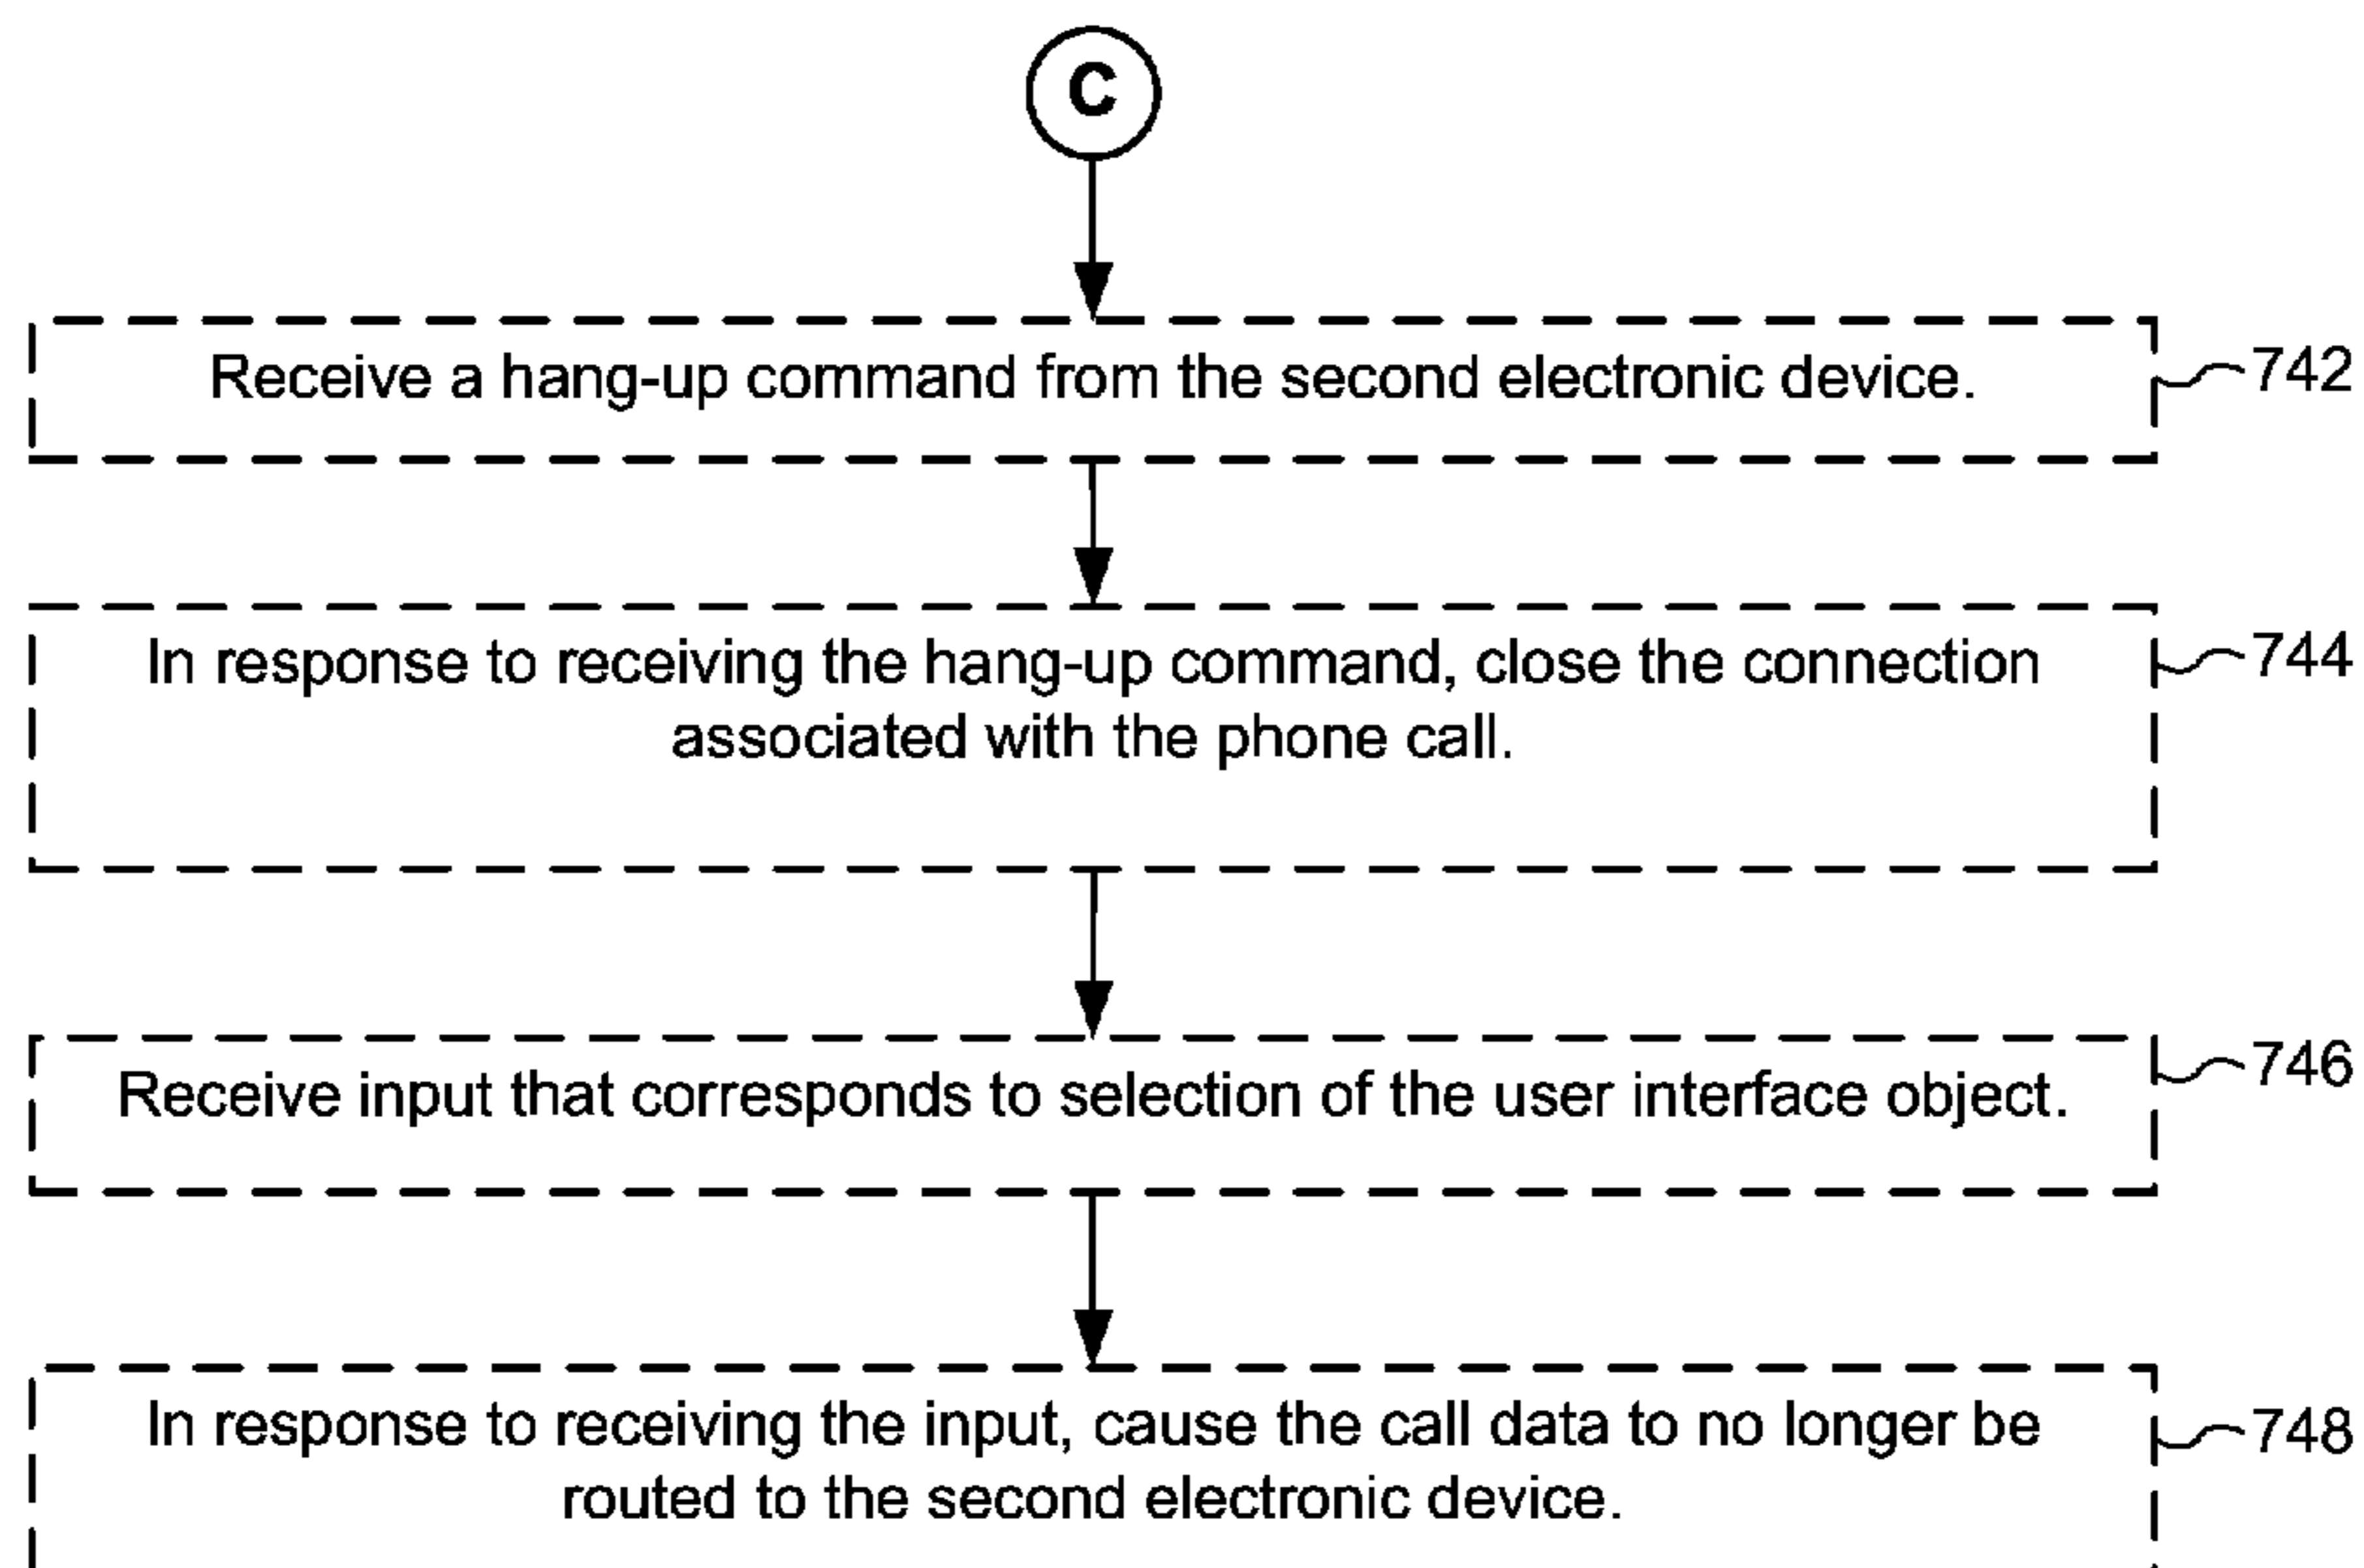 C
Receive a hang-up command from the second electronic device.
742
In response to receiving the hang-up command, close the connection
associated with the phone call.
744
Receive input that corresponds to selection of the user interface object.
746
In response to receiving the input, cause the call data to no longer be
routed to the second electronic device.
748